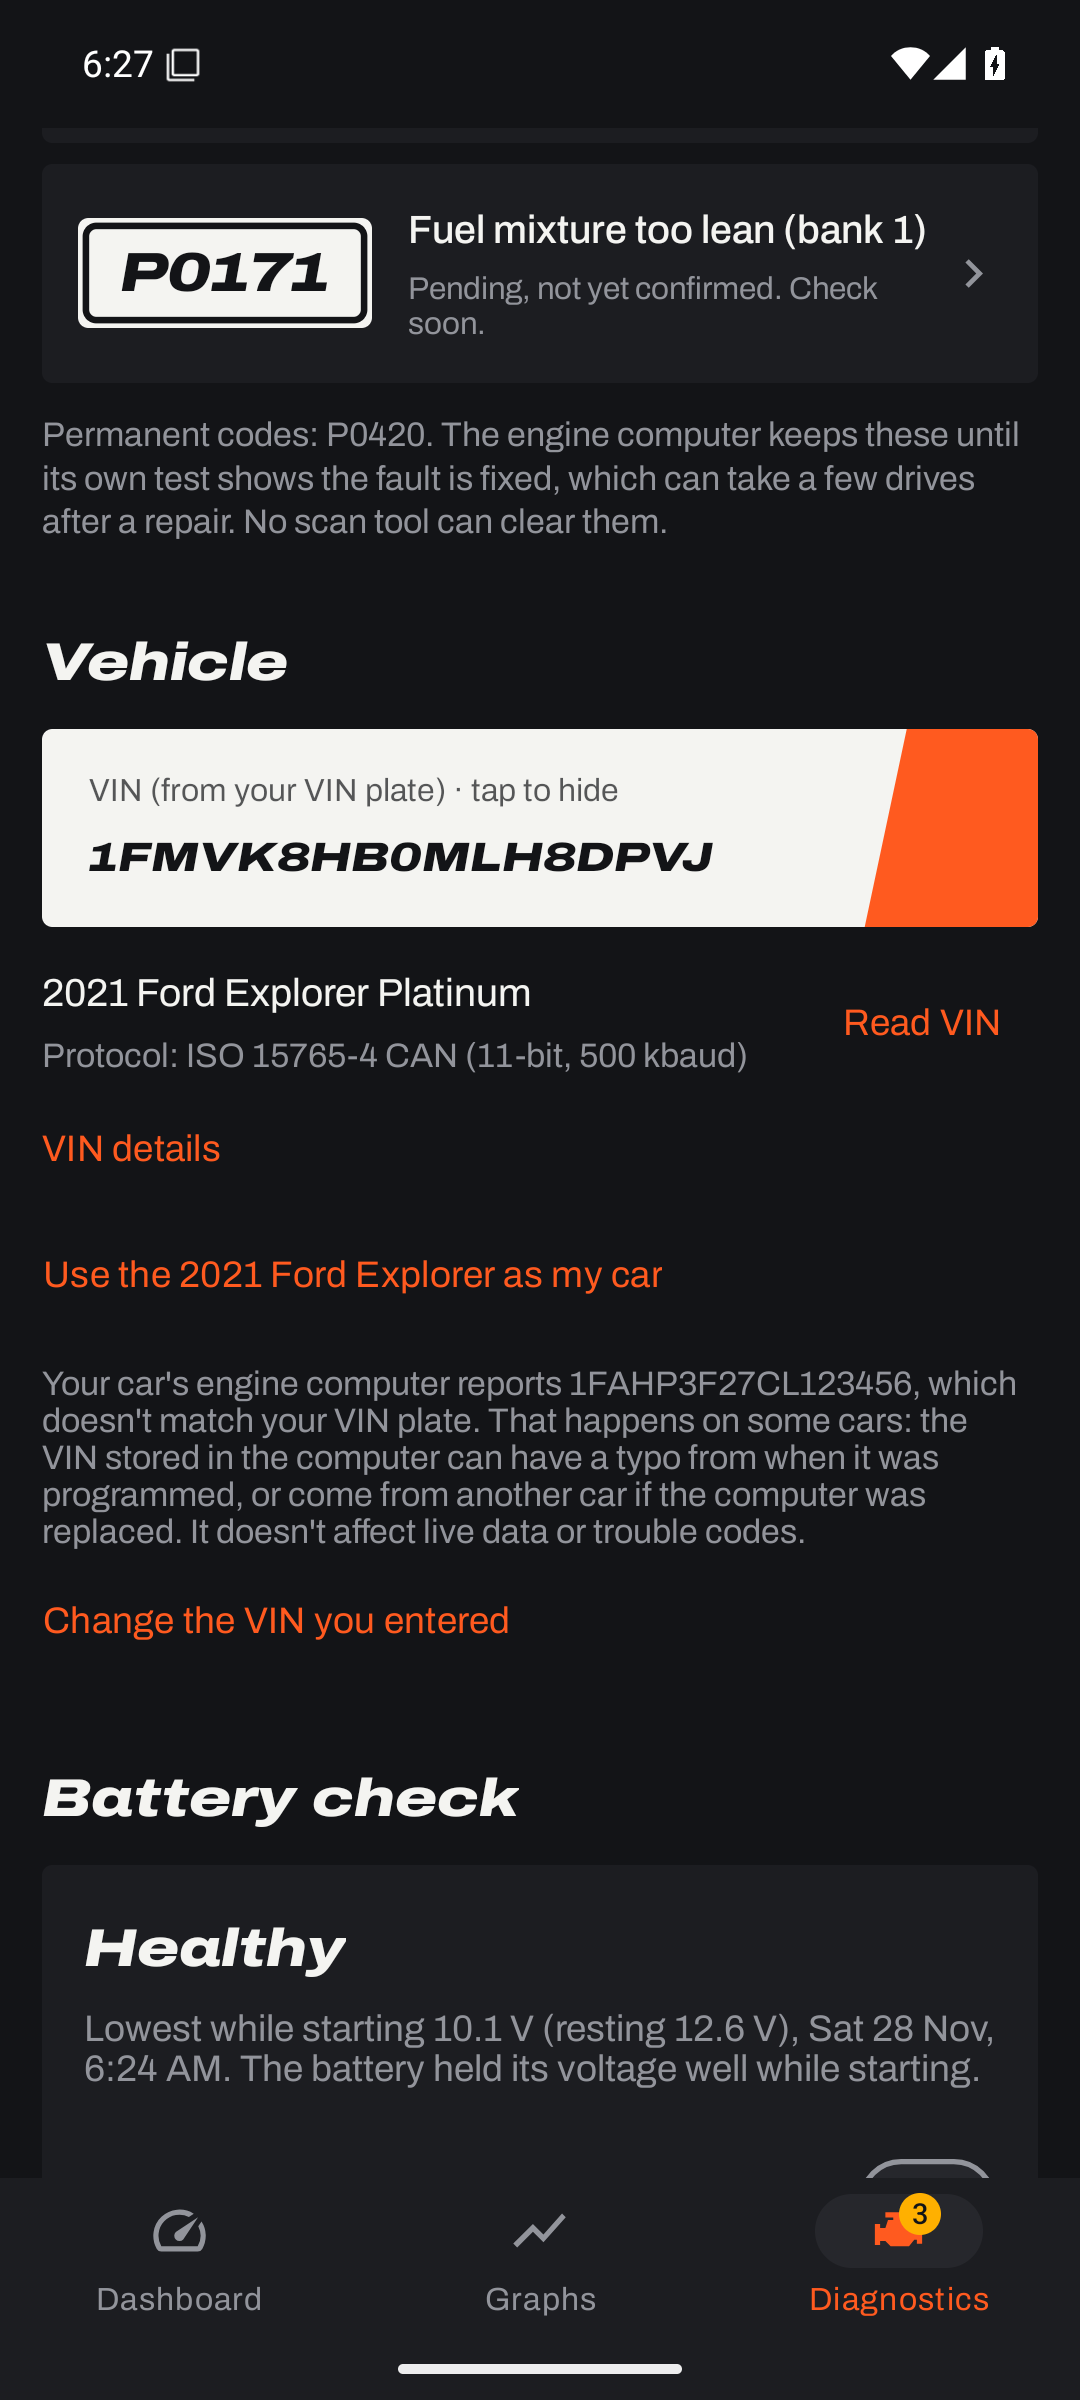 6:27
P0171
Fuel mixture too lean (bank 1)
Pending, not yet confirmed. Check
soon.
Permanent codes: P0420. The engine computer keeps these until
its own test shows the fault is fixed, which can take a few drives
after a repair. No scan tool can clear them.
Vehicle
VIN (from your VIN plate) · tap to hide
1FMVK8HB0MLH8DPVJ
2021 Ford Explorer Platinum
Read VIN
Protocol: ISO 15765-4 CAN (11-bit, 500 kbaud)
VIN details
Use the 2021 Ford Explorer as my car
Your car's engine computer reports 1FAHP3F27CL123456, which
doesn't match your VIN plate. That happens on some cars: the
VIN stored in the computer can have a typo from when it was
programmed, or come from another car if the computer was
replaced. It doesn't affect live data or trouble codes.
Change the VIN you entered
Battery check
Healthy
Lowest while starting 10.1 V (resting 12.6 V), Sat 28 Nov,
6:24 AM. The battery held its voltage well while starting.
3
Dashboard
Graphs
Diagnostics